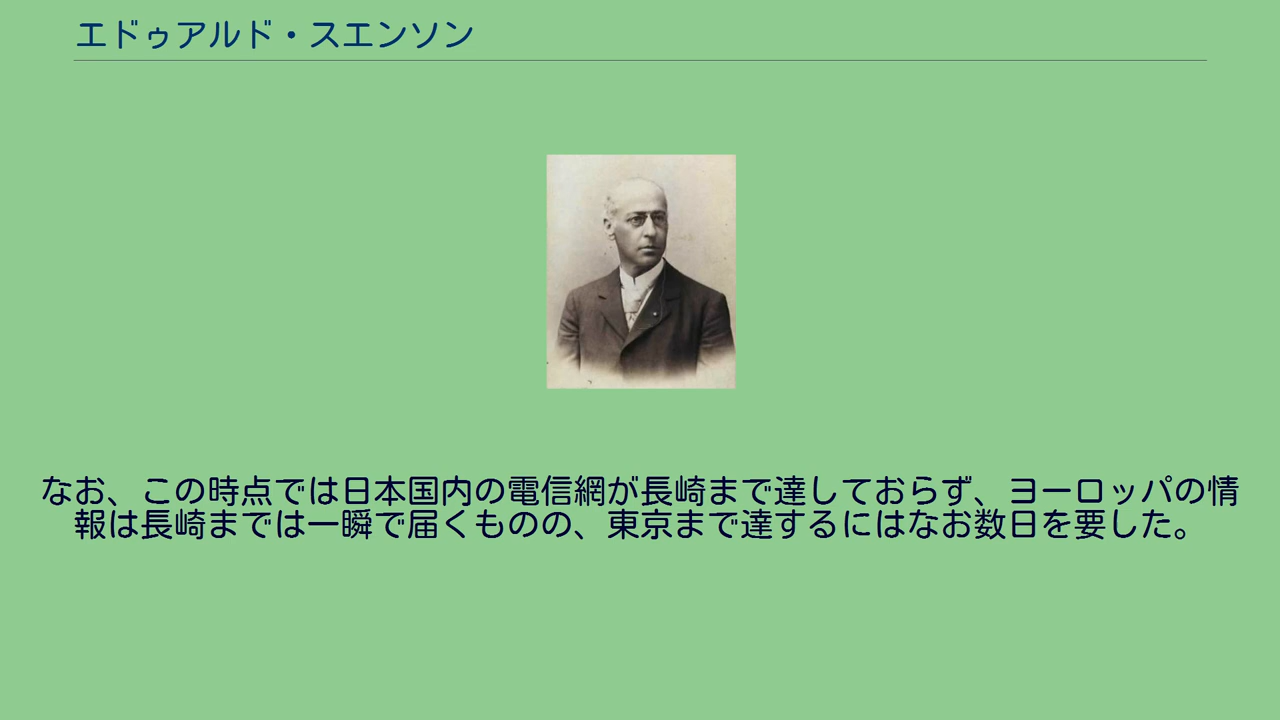 エドゥアルド・スエンソン
なお、この時点では日本国内の電信網が長崎まで達しておらず、ヨーロッパの情
報は長崎までは一瞬で届くものの、東京まで達するにはなお数日を要した。